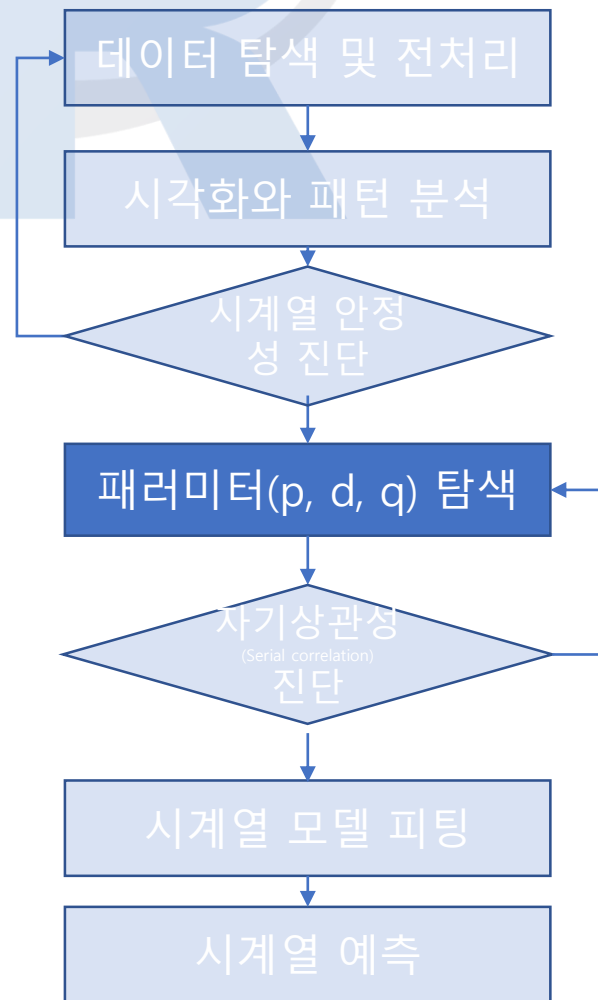 데이터 탐색 및 전처리
시각화와 패턴 분석
시계열 안정
성 진단
패러미터(p, d, q) 탐색
자기상관성
(Serial correlation)
진단
시계열 모델 피팅
시계열 예측